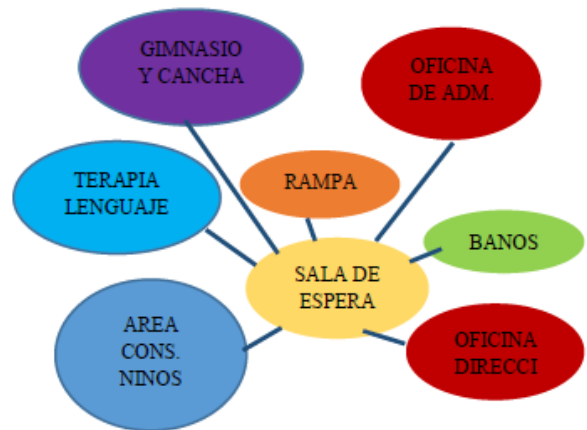 GIMNASIO
Y CANCHA
OFICINA
DE ADM.
TERAPIA
LENGUAJE
RAMPA
BANOS
SALA DE
ESPERA
AREA
CONS.
NINOS
OFICINA
DIRECCI